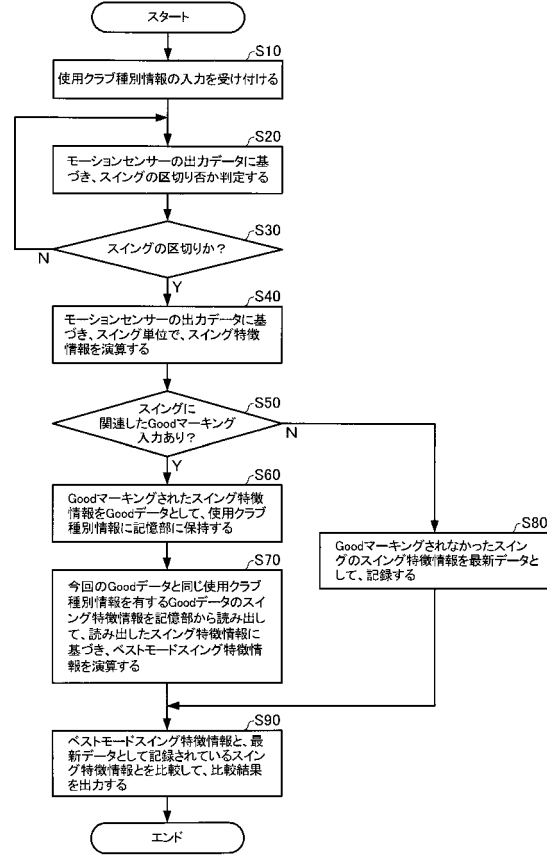 スタート
S10
使用クラブ種別情報の入力を受け付ける
S20
モーションセンサーの出力データに基
づき、スイングの区切り否か判定する
S30
スイングの区切りか？
N
Y
S40
モーションセンサーの出力データに基
づき、スイング単位で、スイング特徴
情報を演算する
S50
スイングに
関連したGoodマーキング
入力あり？
N
Y
S60
Goodマーキングされたスイング特徴
情報をGoodデータとして、使用クラブ
種別情報に記憶部に保持する
S80
Goodマーキングされなかったスイン
グのスイング特徴情報を最新データと
して、記録する
S70
今回のGoodデータと同じ使用クラブ
種別情報を有するGoodデータのスイ
ング特徴情報を記憶部から読み出し
て、読み出したスイング特徴情報に
基づき、ベストモードスイング特徴情
報を演算する
S90
ベストモードスイング特徴情報と、最
新データとして記録されているスイ
ング特徴情報とを比較して、比較結果
を出力する
エンド